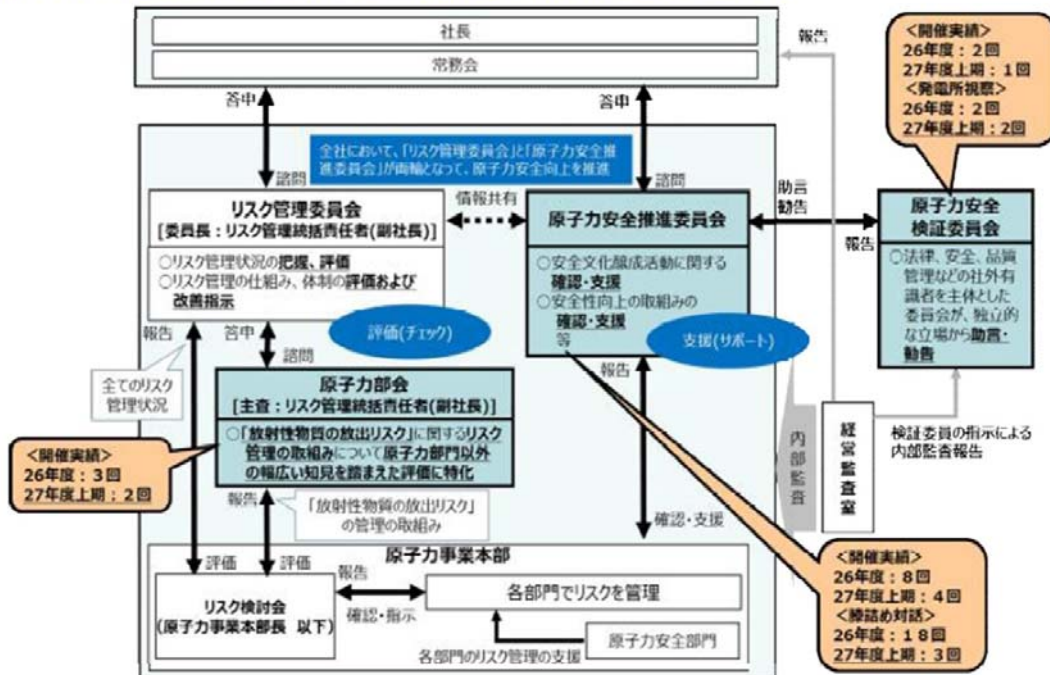 社長
常務会
報告
<開催実績>
26年度：2回
27年度上期：1回
<発電所視察>
26年度：2回
27年度上期：2回
答申
答申
全社において、「リスク管理委員会」と「原子力安全推
進委員会」が両輪となって、原子力安全向上を推進
諮問
諮問
リスク管理委員会
[委員長：リスク管理統括責任者(副社長)]
○リスク管理状況の把握、評価
○リスク管理の仕組み、体制の評価および
改善指示
情報共有
原子力安全推進委員会
○安全文化醸成活動に関する
確認・支援
○安全性向上の取組みの
確認・支援
等
助言
勧告
報告
原子力安全
検証委員会
○法律、安全、品質
管理などの社外有
識者を主体とした
委員会が、独立的
な立場から助言・
勧告
評価(チェック)
支援(サポート)
報告
答申
諮問
全てのリスク
管理状況
原子力部会
[主査：リスク管理統括責任者(副社長)]
○「放射性物質の放出リスク」に関するリスク
管理の取組みについて原子力部門以外
の幅広い知見を踏まえた評価に特化
報告
内部監査
経営監査室
検証委員の指示による
内部監査報告
<開催実績>
26年度：3回
27年度上期：2回
報告
「放射性物質の放出リスク」
の管理の取組み
確認・支援
原子力事業本部
評価
評価
リスク検討会
(原子力事業本部長 以下)
報告
確認・指示
各部門でリスクを管理
原子力安全部門
各部門のリスク管理の支援
<開催実績>
26年度：8回
27年度上期：4回
<膝詰め対話>
26年度：18回
27年度上期：3回